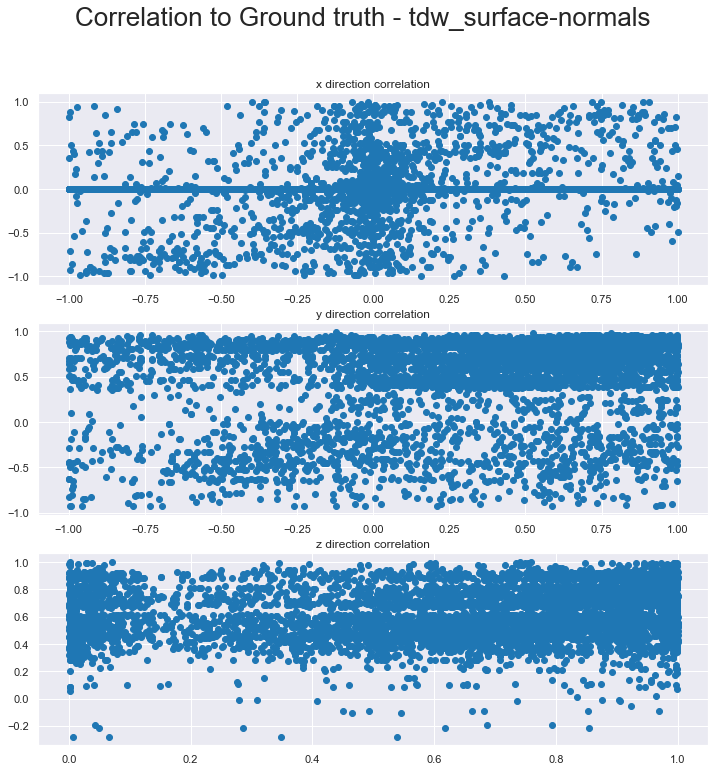 Correlation to Ground truth - tdw_surface-normals
x direction correlation
1.0
0.5
0.0
−0.5
−1.0
−1.00 −0.75 −0.50 −0.25 0.00 0.25 0.50 0.75 1.00
y direction correlation
1.0
0.5
0.0
−0.5
−1.0
−1.00 −0.75 −0.50 −0.25 0.00 0.25 0.50 0.75 1.00
z direction correlation
1.0
0.8
0.6
0.4
0.2
0.0
−0.2
0.0 0.2 0.4 0.6 0.8 1.0